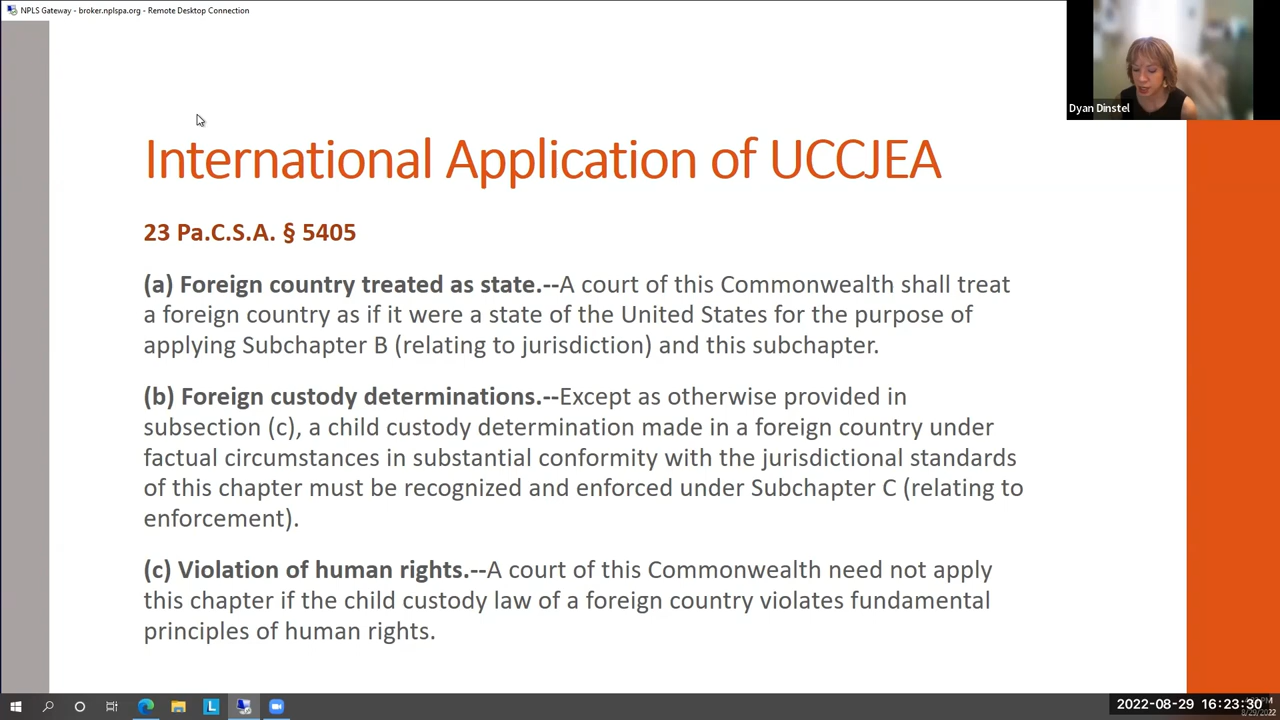 NPLS Gateway - broker.nplspa.org - Remote Desktop Connection
Dyan Dinstel
International Application of UCCJEA
23 Pa.C.S.A. § 5405
(a) Foreign country treated as state.--A court of this Commonwealth shall treat
a foreign country as if it were a state of the United States for the purpose of
applying Subchapter B (relating to jurisdiction) and this subchapter.
(b) Foreign custody determinations.--Except as otherwise provided in
subsection (c), a child custody determination made in a foreign country under
factual circumstances in substantial conformity with the jurisdictional standards
of this chapter must be recognized and enforced under Subchapter C (relating to
enforcement).
(c) Violation of human rights.--A court of this Commonwealth need not apply
this chapter if the child custody law of a foreign country violates fundamental
principles of human rights.
L
2022-08-29 16:23:30